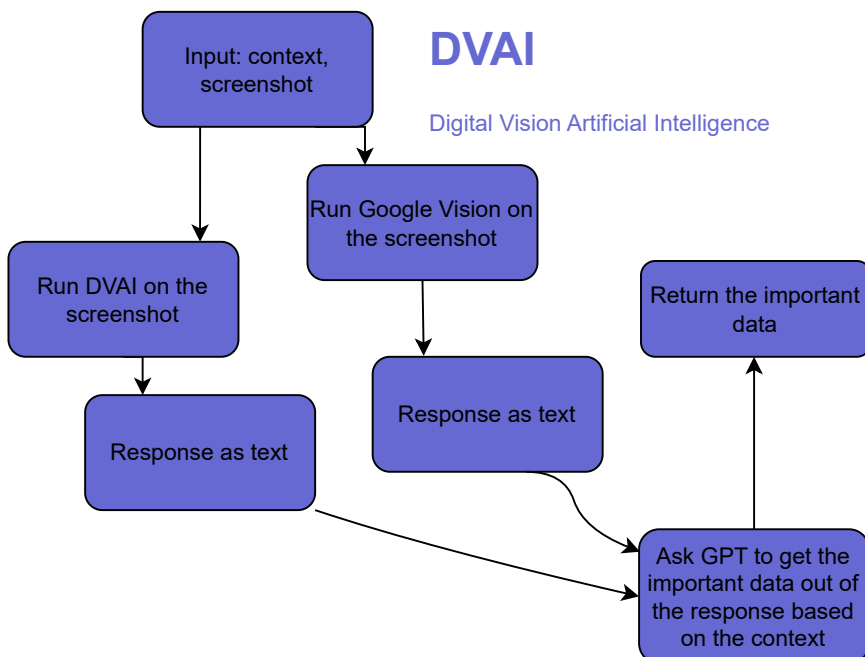 DVAI
Digital Vision Artificial Intelligence
Input: context,
screenshot
Run Google Vision on
the screenshot
Run DVAI on the
screenshot
Return the important
data
Response as text
Response as text
Ask GPT to get the
important data out of
the response based
on the context